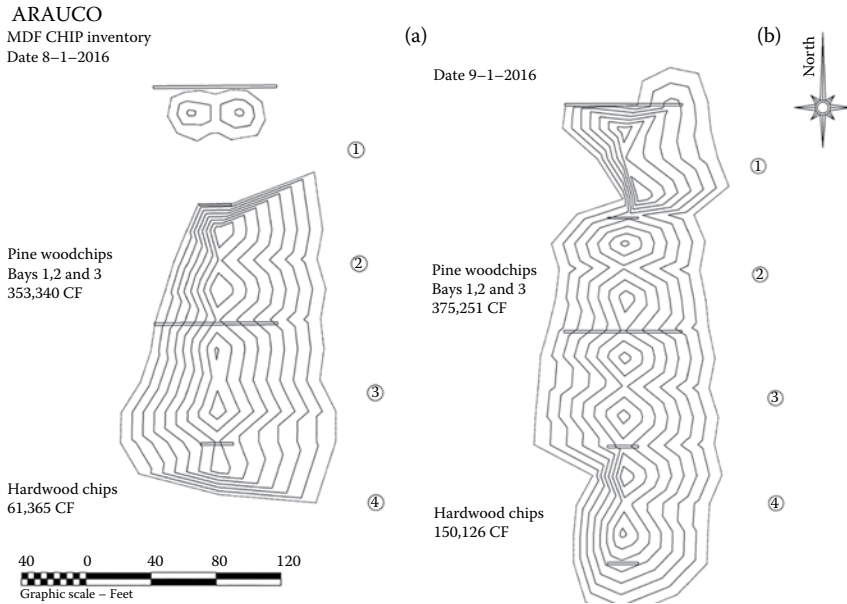 ARAUCO
MDF CHIP inventory
Date 8–1–2016
(a)
①
Pine woodchips
Bays 1,2 and 3
353,340 CF
②
③
Hardwood chips
61,365 CF
④
40 0 40 80 120
Graphic scale – Feet
(b)
North
Date 9–1–2016
①
Pine woodchips
Bays 1,2 and 3
375,251 CF
②
③
Hardwood chips
150,126 CF
④